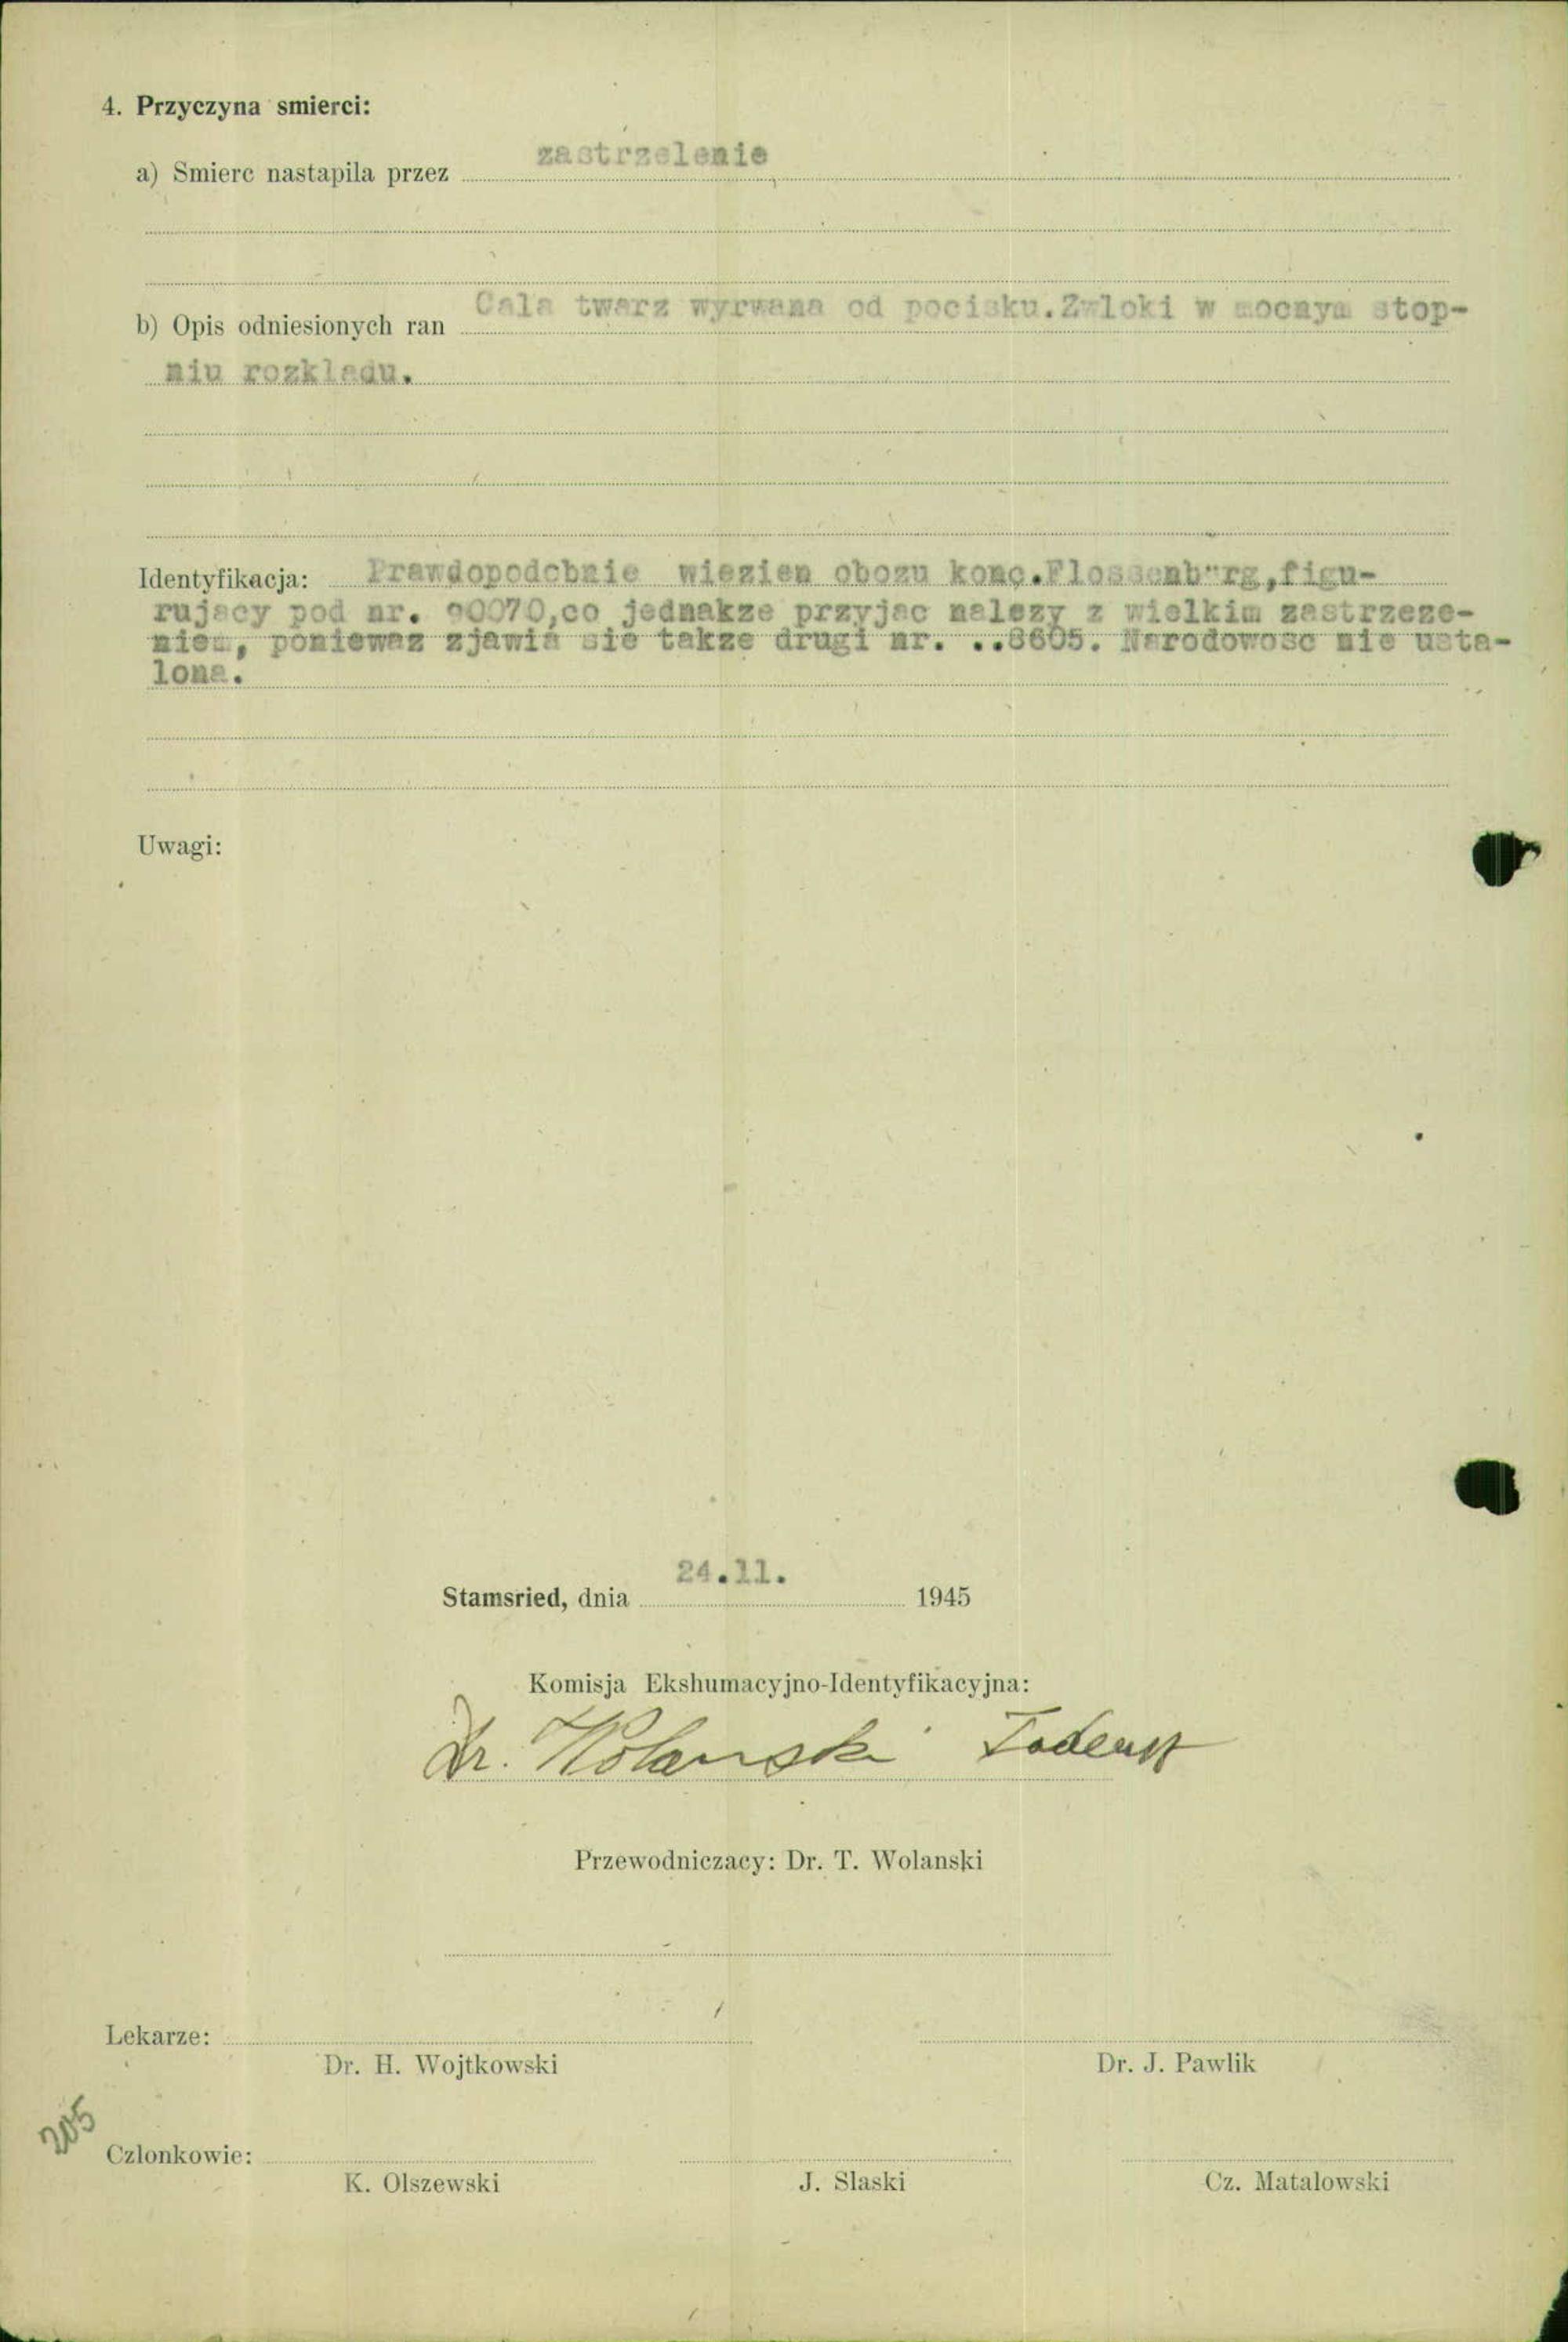 4. Przyczyna smierci:
zastrzelenie
a) Smierc nastapila przez
Cala twarz wyrwana od pocisku.Zwloki w mocnym stop-
b) Opis odniesionych ran
niu rozkladu.
Identyfikacja: Prawdopodobnie wiezien obozu konc.Flossenburg,figu-
rujacy pod nr. 90970,co jednakze przyjac nalezy z wielkim zastrzeze-
niem, poniewaz zjawia sie takze drugi nr. ..8605. Narodowosc nie usta-
lona.
Uwagi:
24.11.
Stamsried, dnia 1945
Komisja Ekshumacyjno-Identyfikacyjna:
Dr. Wolanski Tadeusz
Przewodniczacy: Dr. T. Wolanski
Lekarze:
Dr. H. Wojtkowski Dr. J. Pawlik
205
Czlonkowie:
K. Olszewski J. Slaski Cz. Matalowski